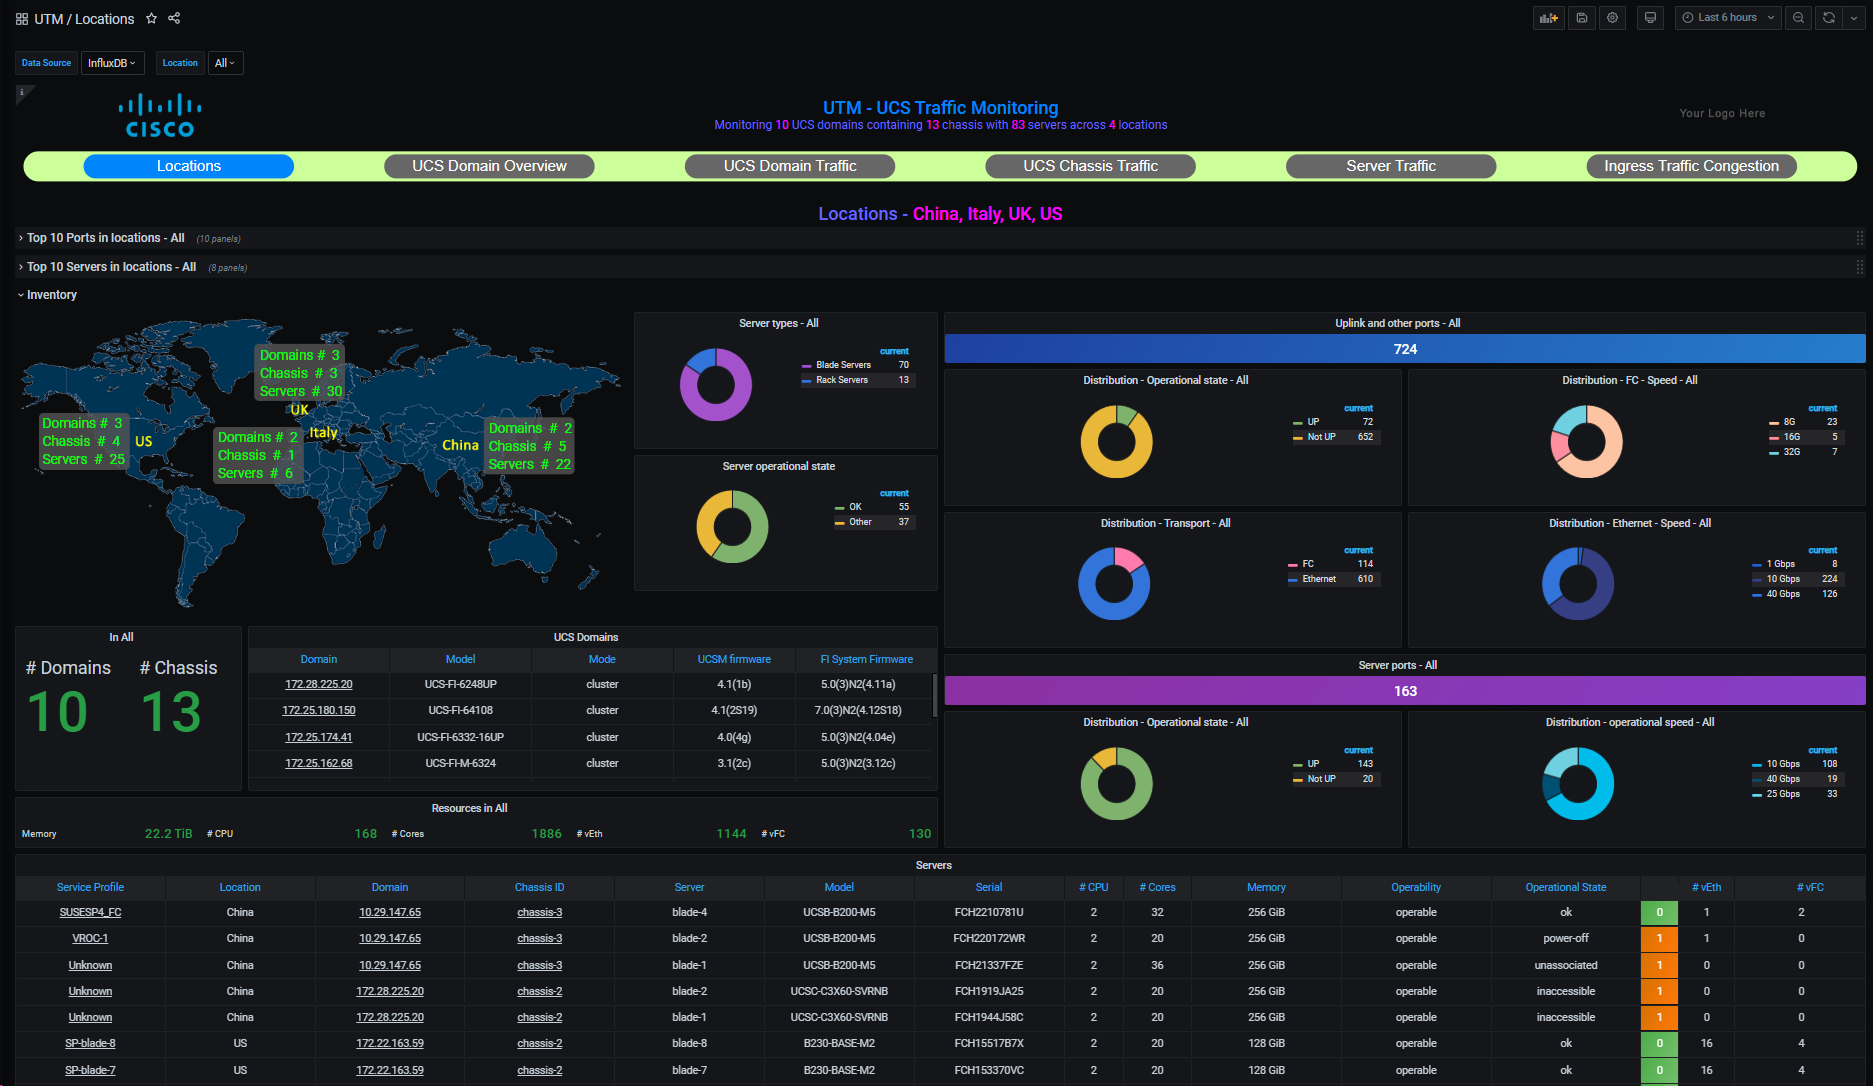 UTM / Locations
Last 6 hours
Data Source InfluxDB Location All
i
CISCO
UTM - UCS Traffic Monitoring
Monitoring 10 UCS domains containing 13 chassis with 83 servers across 4 locations
Your Logo Here
Locations UCS Domain Overview UCS Domain Traffic UCS Chassis Traffic Server Traffic Ingress Traffic Congestion
Locations - China, Italy, UK, US
Top 10 Ports in locations - All (10 panels)
Top 10 Servers in locations - All (8 panels)
Inventory
Domains # 3
Chassis # 3
Servers # 30
UK
Domains # 3
Chassis # 4
Servers # 25
US
Domains # 2
Chassis # 1
Servers # 6
Italy
China
Domains # 2
Chassis # 5
Servers # 22
Server types - All
current
Blade Servers 70
Rack Servers 13
Server operational state
current
OK 55
Other 37
Uplink and other ports - All
724
Distribution - Operational state - All
current
UP 72
Not UP 652
Distribution - FC - Speed - All
current
8G 23
16G 5
32G 7
Distribution - Transport - All
current
FC 114
Ethernet 610
Distribution - Ethernet - Speed - All
current
1 Gbps 8
10 Gbps 224
40 Gbps 126
In All
# Domains # Chassis
10 13
UCS Domains
Domain Model Mode UCSM firmware FI System Firmware
172.28.225.20 UCS-FI-6248UP cluster 4.1(1b) 5.0(3)N2(4.11a)
172.25.180.150 UCS-FI-64108 cluster 4.1(2S19) 7.0(3)N2(4.12S18)
172.25.174.41 UCS-FI-6332-16UP cluster 4.0(4g) 5.0(3)N2(4.04e)
172.25.162.68 UCS-FI-M-6324 cluster 3.1(2c) 5.0(3)N2(3.12c)
Server ports - All
163
Distribution - Operational state - All
current
UP 143
Not UP 20
Distribution - operational speed - All
current
10 Gbps 108
40 Gbps 19
25 Gbps 33
Resources in All
Memory 22.2 TiB # CPU 168 # Cores 1886 # vEth 1144 # vFC 130
Servers
Service Profile Location Domain Chassis ID Server Model Serial # CPU # Cores Memory Operability Operational State # vEth # vFC
SUSESP4_FC China 10.29.147.65 chassis-3 blade-4 UCSB-B200-M5 FCH2210781U 2 32 256 GiB operable ok 0 1 2
VROC-1 China 10.29.147.65 chassis-3 blade-2 UCSB-B200-M5 FCH220172WR 2 20 256 GiB operable power-off 1 1 0
Unknown China 10.29.147.65 chassis-3 blade-1 UCSB-B200-M5 FCH21337FZE 2 36 256 GiB operable unassociated 1 0 0
Unknown China 172.28.225.20 chassis-2 blade-2 UCSC-C3X60-SVRNB FCH1919JA25 2 20 256 GiB operable inaccessible 1 0 0
Unknown China 172.28.225.20 chassis-2 blade-1 UCSC-C3X60-SVRNB FCH1944J58C 2 20 256 GiB operable inaccessible 1 0 0
SP-blade-8 US 172.22.163.59 chassis-2 blade-8 B230-BASE-M2 FCH15517B7X 2 20 128 GiB operable ok 0 16 4
SP-blade-7 US 172.22.163.59 chassis-2 blade-7 B230-BASE-M2 FCH153370VC 2 20 128 GiB operable ok 0 16 4